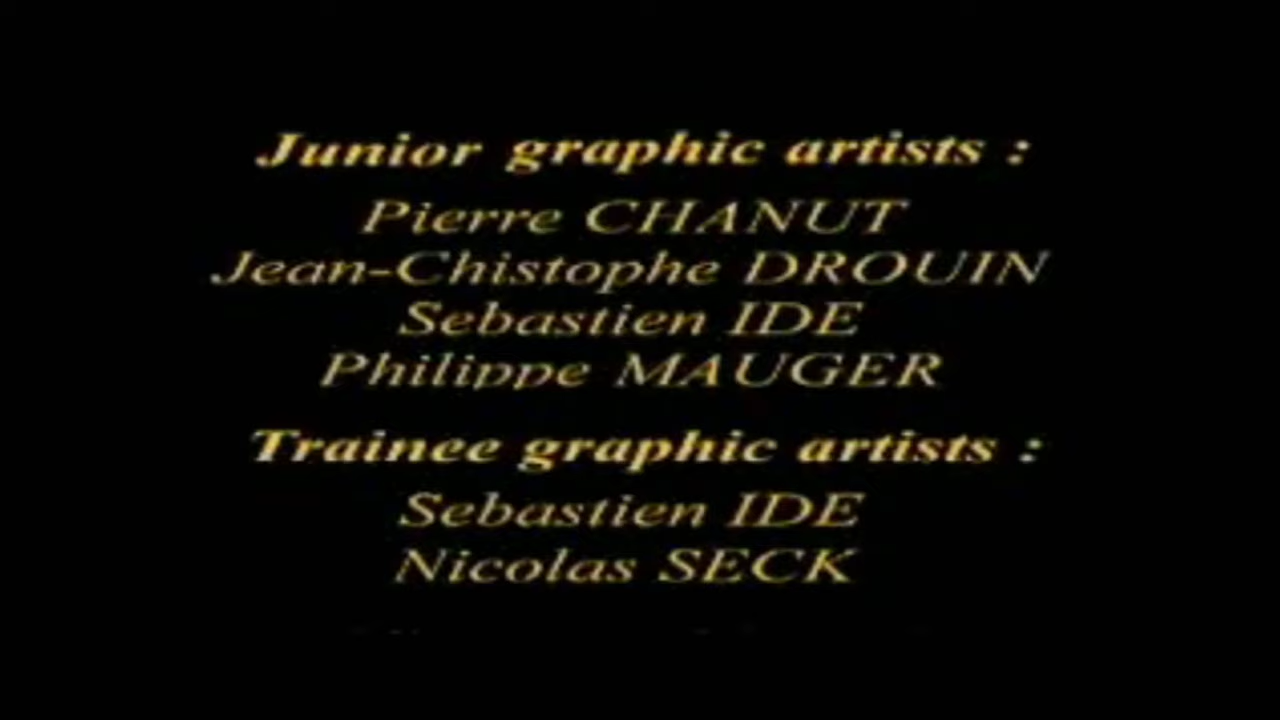 Junior graphic artists :
Pierre CHANUT
Jean-Chistophe DROUIN
Sebastien IDE
Philippe MAUGER
Trainee graphic artists :
Sebastien IDE
Nicolas SECK